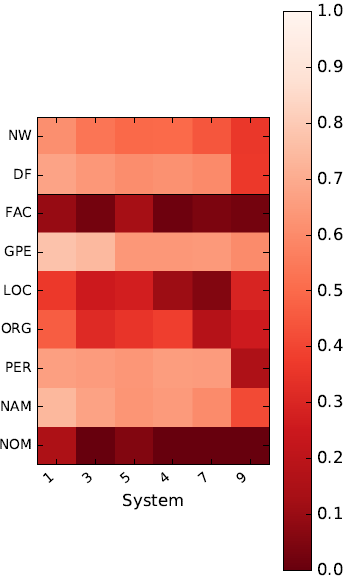 1.0
0.9
0.8
0.7
0.6
0.5
0.4
0.3
0.2
0.1
0.0
NW
DF
FAC
GPE
LOC
ORG
PER
NAM
NOM
1 3 5 4 7 9
System